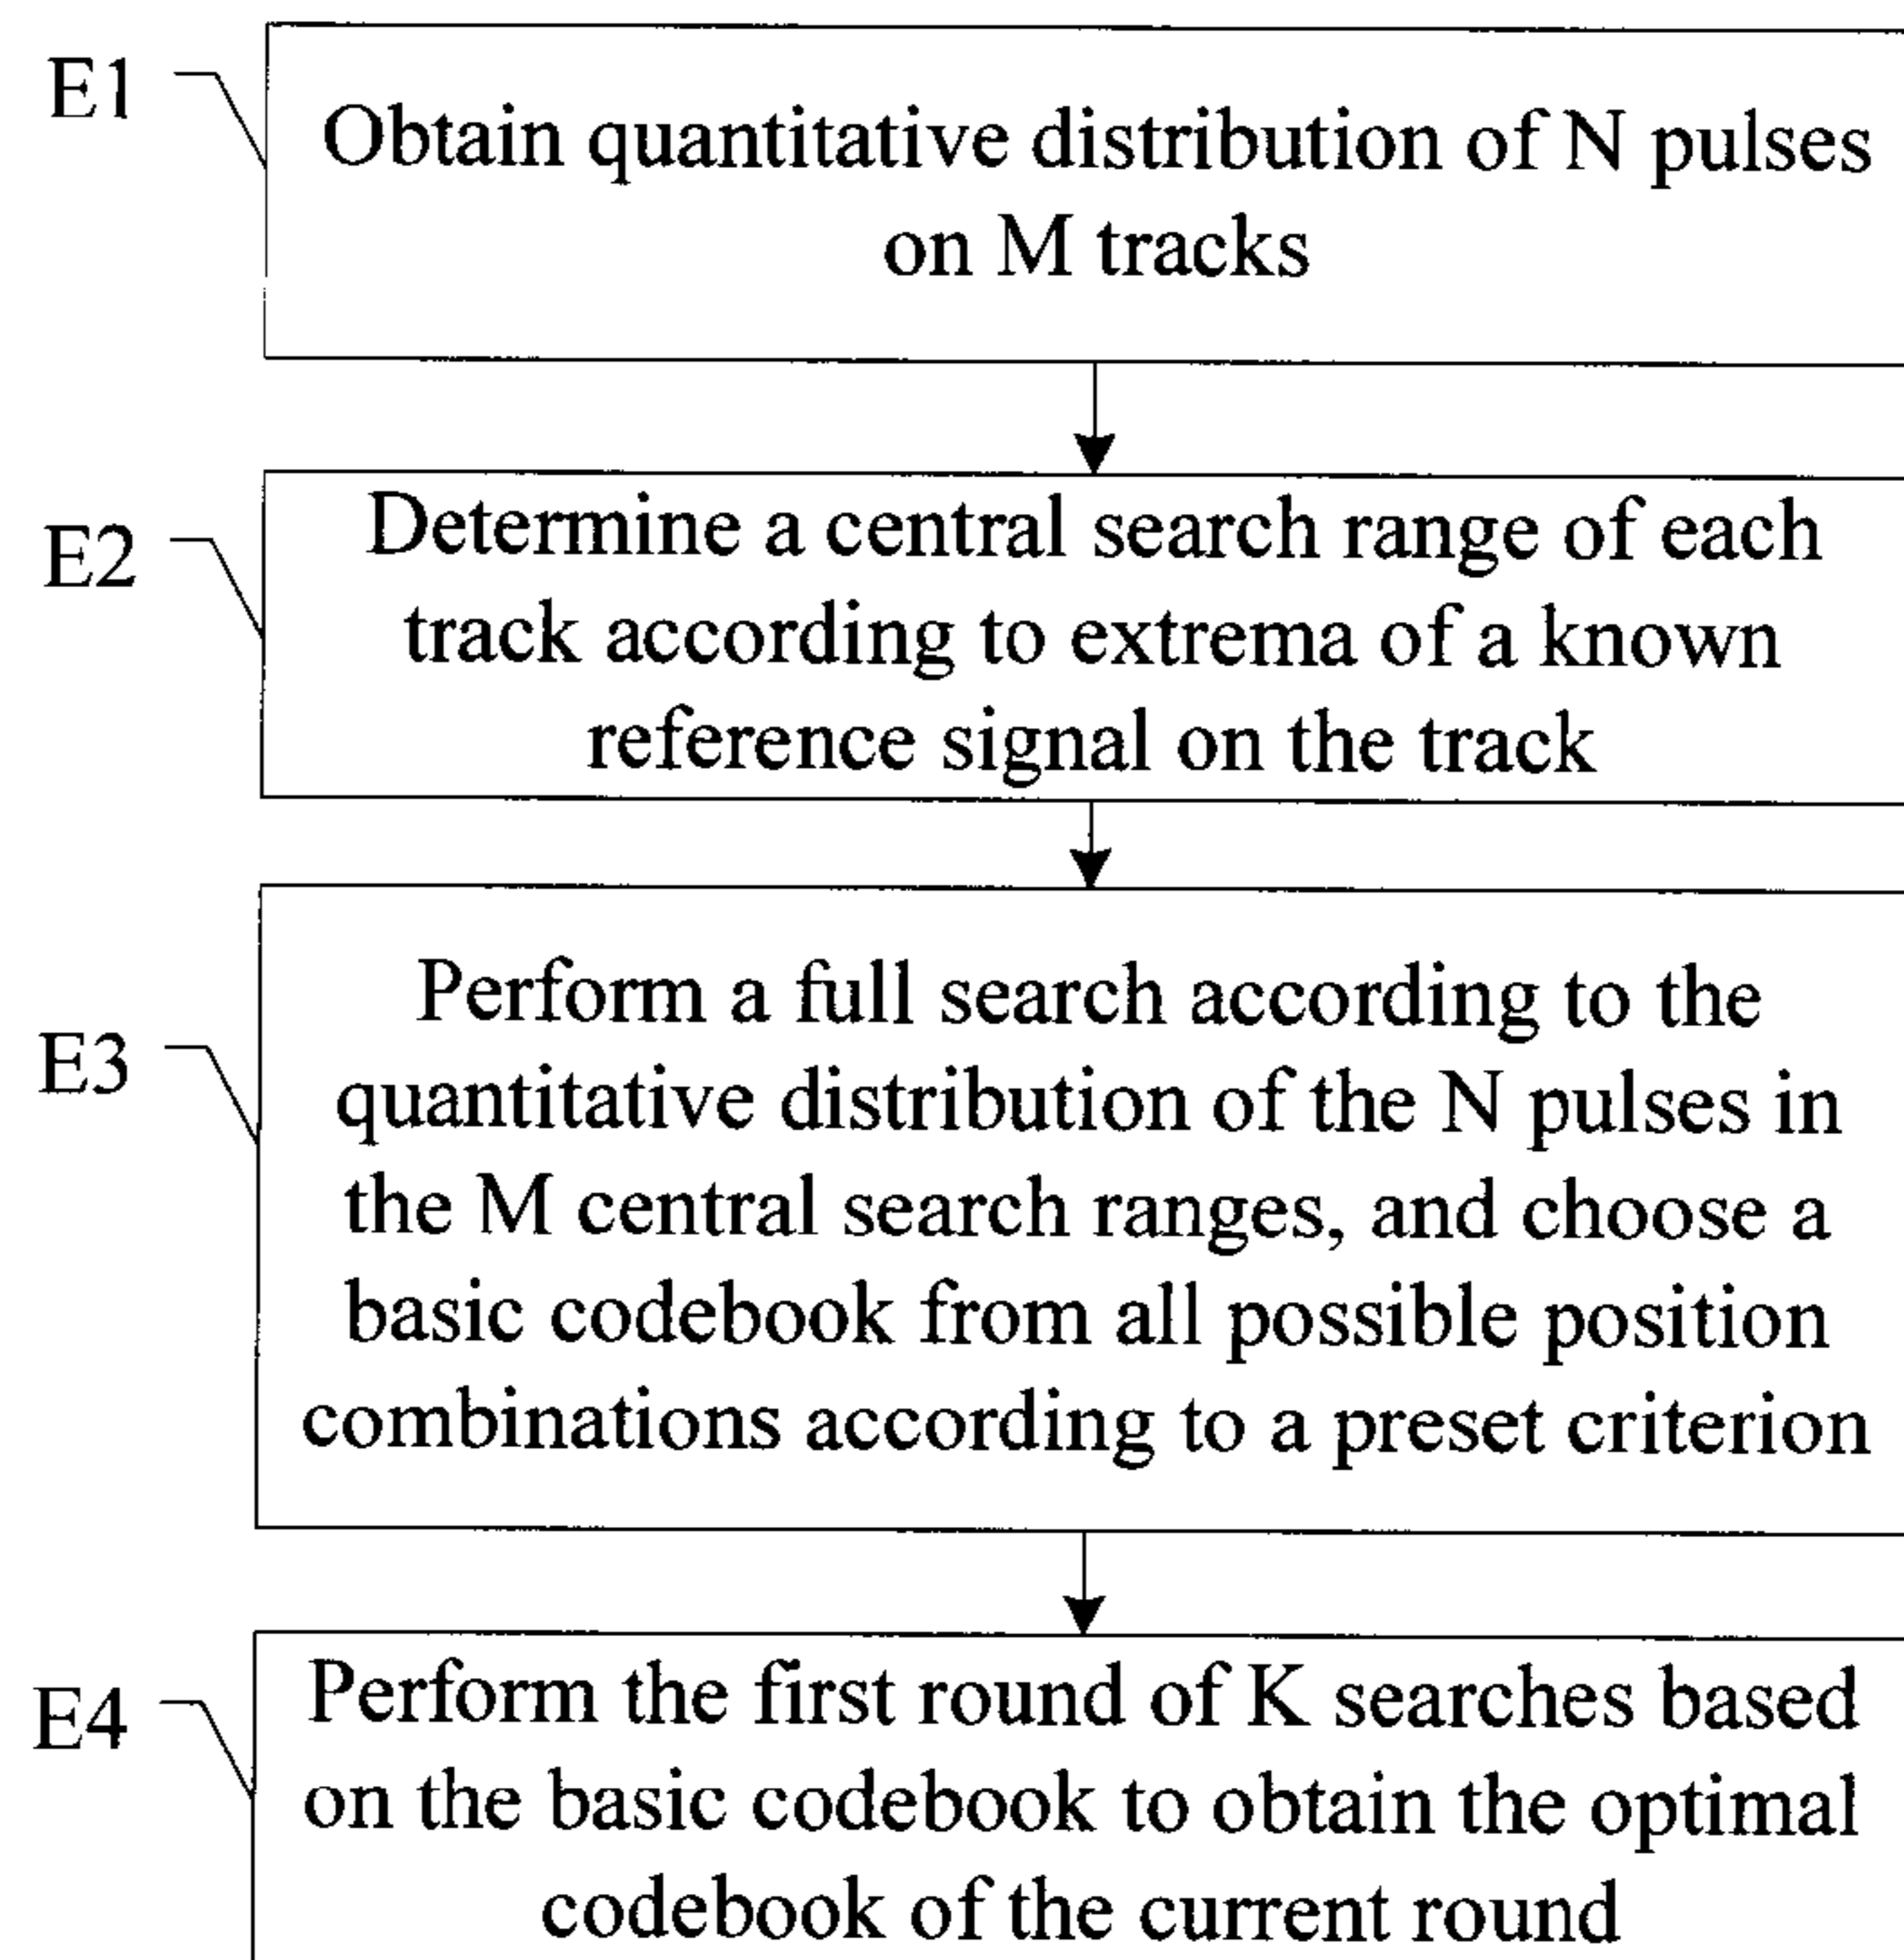 E1
Obtain quantitative distribution of N pulses
on M tracks
E2
Determine a central search range of each
track according to extrema of a known
reference signal on the track
E3
Perform a full search according to the
quantitative distribution of the N pulses in
the M central search ranges, and choose a
basic codebook from all possible position
combinations according to a preset criterion
E4
Perform the first round of K searches based
on the basic codebook to obtain the optimal
codebook of the current round